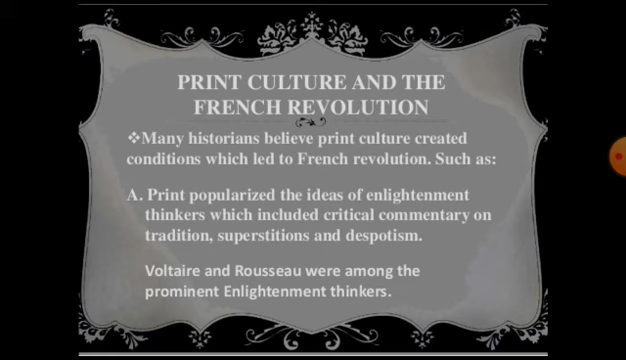 PRINT CULTURE AND THE
FRENCH REVOLUTION
❖Many historians believe print culture created
conditions which led to French revolution. Such as:
A. Print popularized the ideas of enlightenment
thinkers which included critical commentary on
tradition, superstitions and despotism.
Voltaire and Rousseau were among the
prominent Enlightenment thinkers.